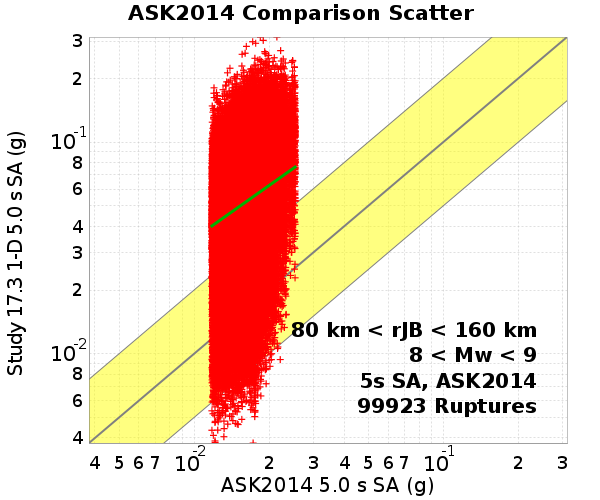 ASK2014 Comparison Scatter
3
2
10^-1
8
6
4
3
2
10^-2
8
6
4
Study 17.3 1-D 5.0 s SA (g)
80 km < rJB < 160 km
8 < Mw < 9
5s SA, ASK2014
99923 Ruptures
4 5 6 7 10^-2 2 3 4 5 6 7 10^-1 2 3
ASK2014 5.0 s SA (g)